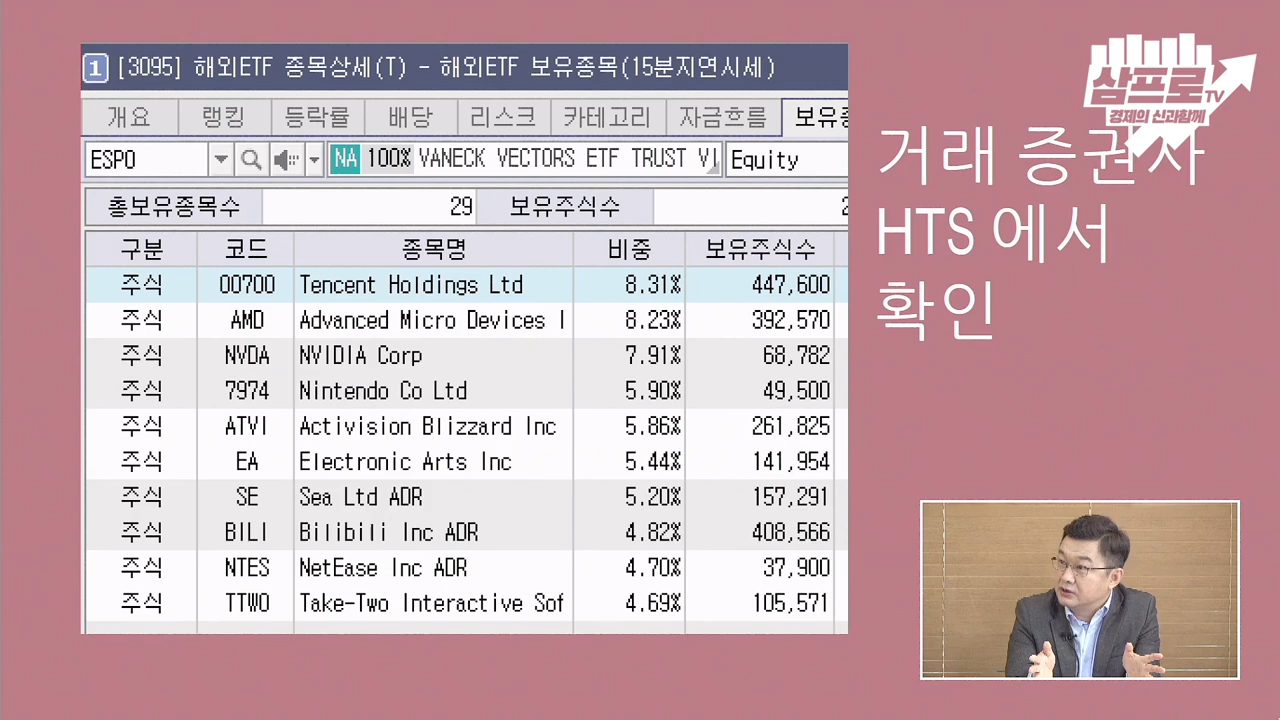 1 [3095] 해외ETF 종목상세(T) - 해외ETF 보유종목(15분지연시세)
개요 랭킹 등락률 배당 리스크 카테고리 자금흐름 보유종
ESPO NA 100% VANECK VECTORS ETF TRUST V Equity
총보유종목수 29 보유주식수 2
구분 코드 종목명 비중 보유주식수
주식 00700 Tencent Holdings Ltd 8.31% 447,600
주식 AMD Advanced Micro Devices I 8.23% 392,570
주식 NVDA NVIDIA Corp 7.91% 68,782
주식 7974 Nintendo Co Ltd 5.90% 49,500
주식 ATVI Activision Blizzard Inc 5.86% 261,825
주식 EA Electronic Arts Inc 5.44% 141,954
주식 SE Sea Ltd ADR 5.20% 157,291
주식 BILI Bilibili Inc ADR 4.82% 408,566
주식 NTES NetEase Inc ADR 4.70% 37,900
주식 TTWO Take-Two Interactive Sof 4.69% 105,571
삼프로TV
경제의 신과함께
거래 증권사
HTS 에서
확인